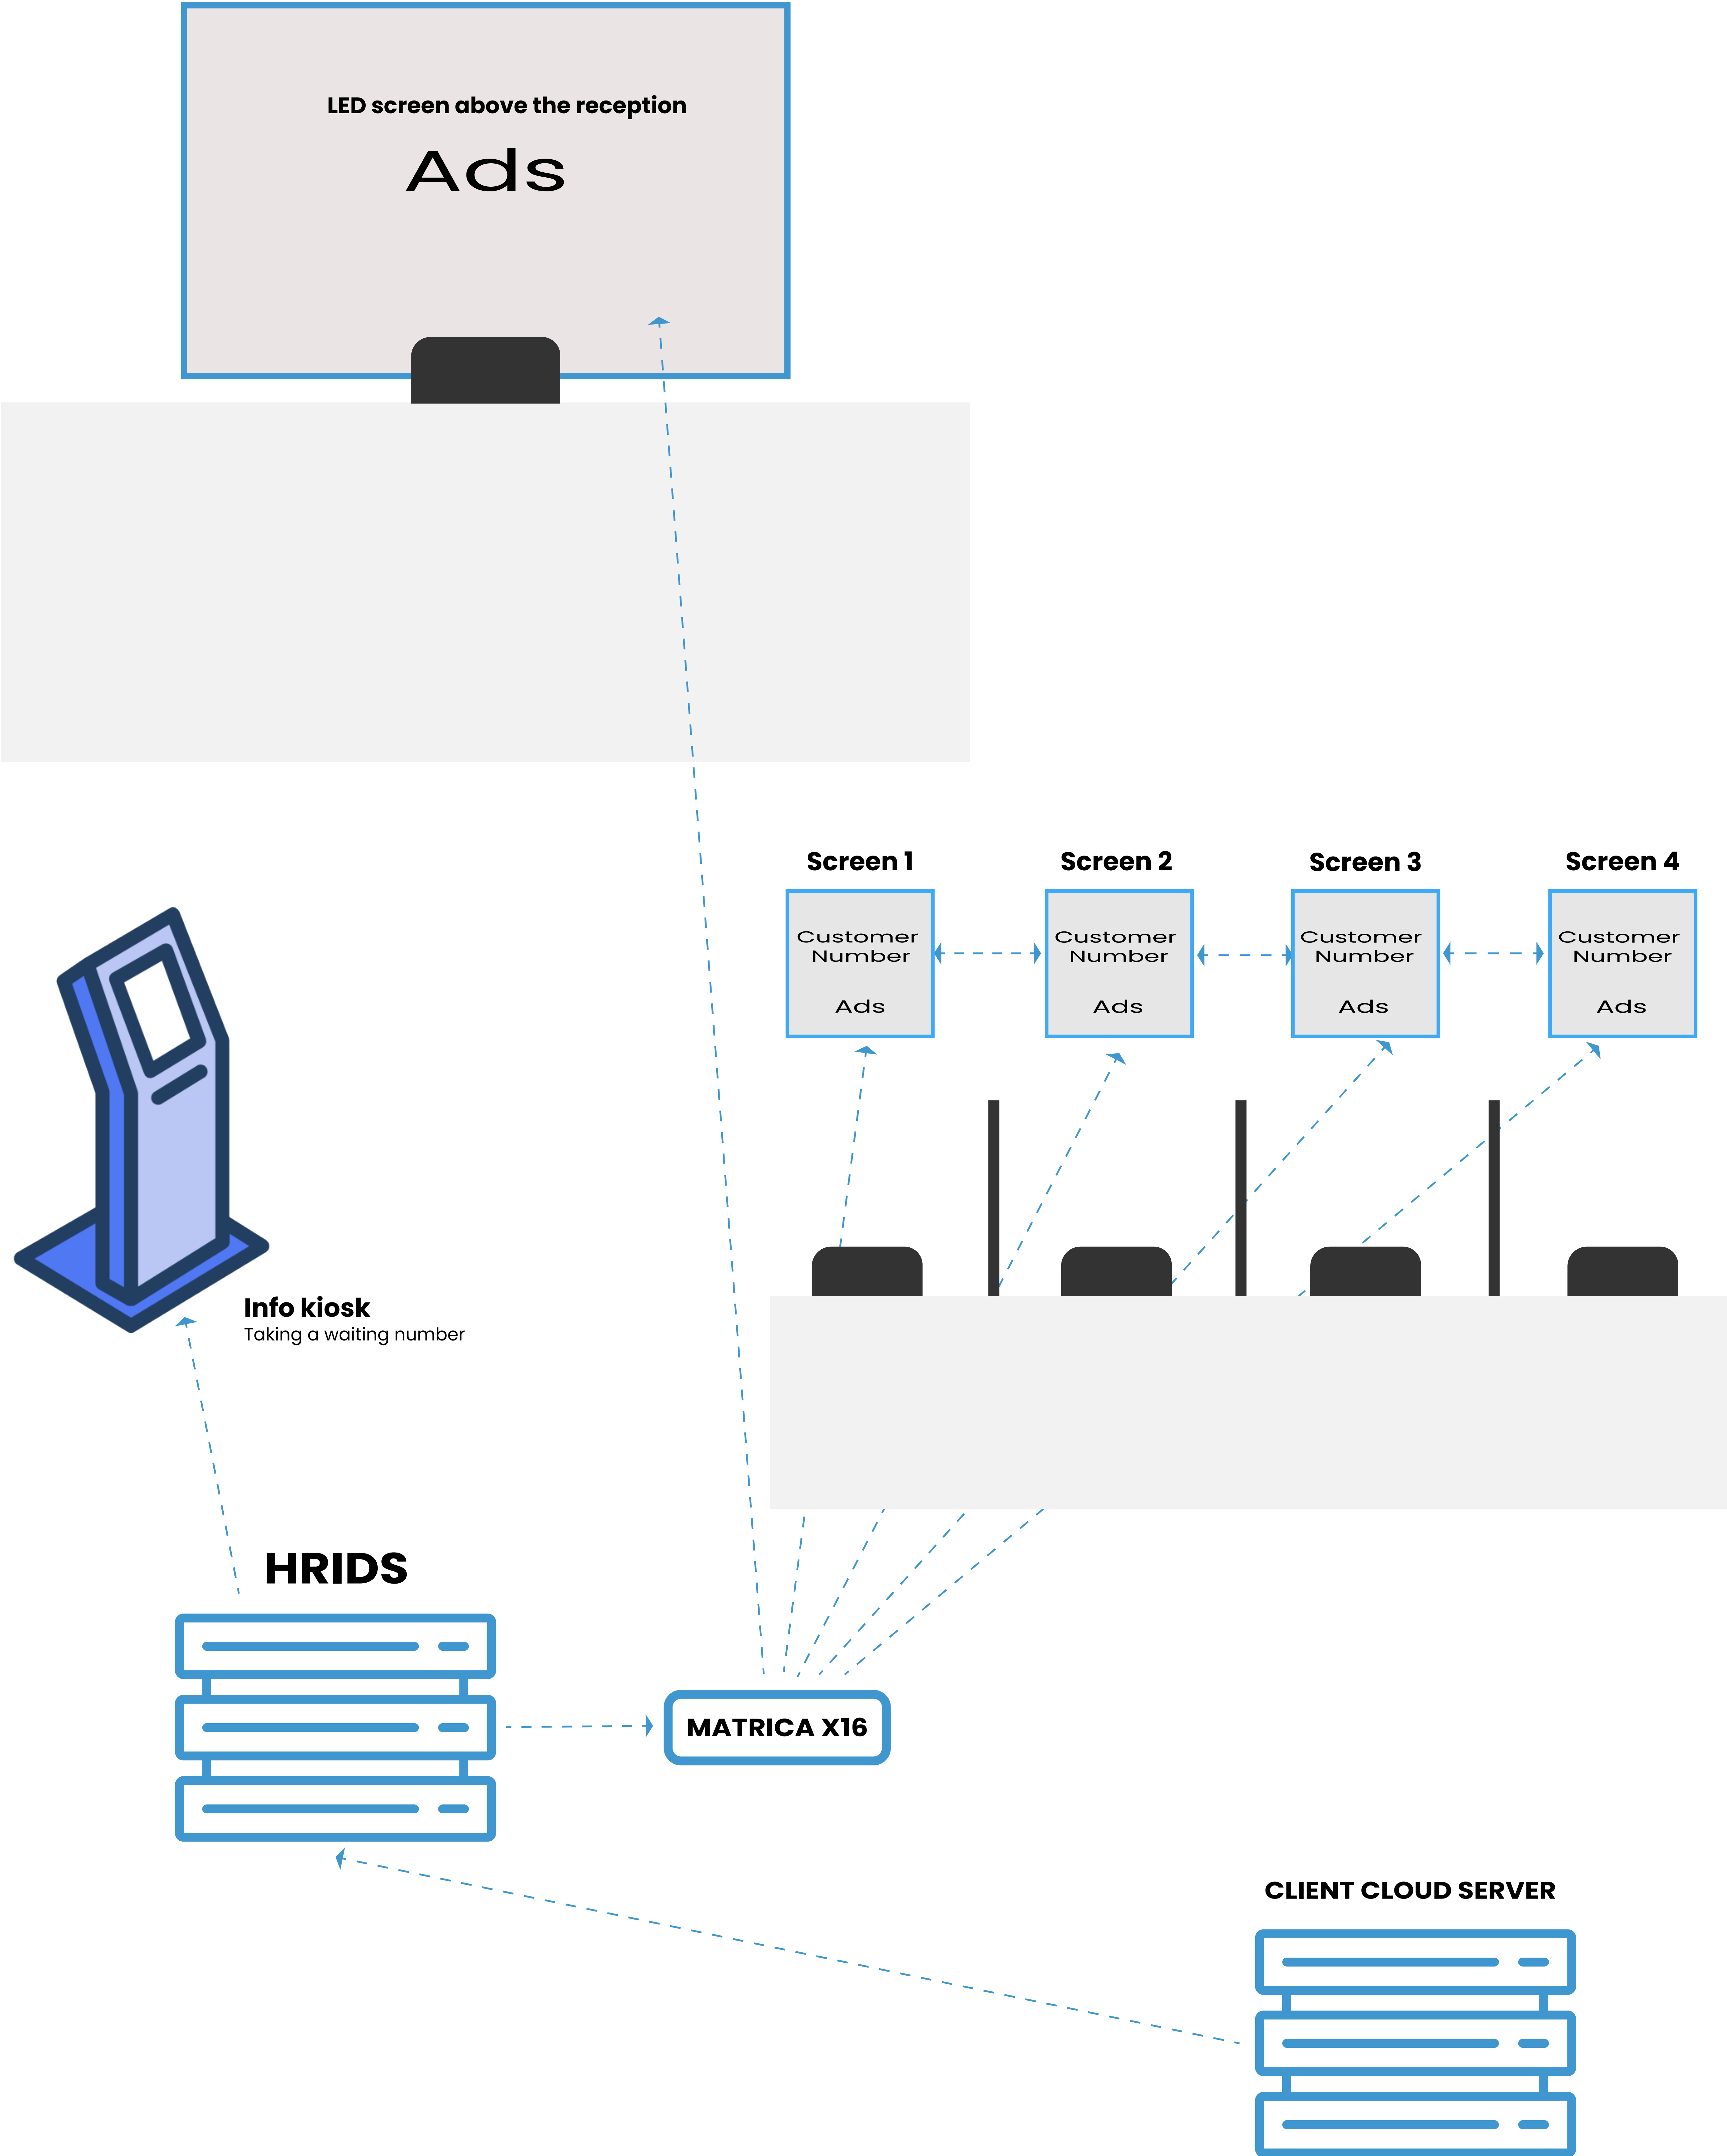 LED screen above the reception
Ads
Screen 1
Screen 2
Screen 3
Screen 4
Customer
Number
Ads
Customer
Number
Ads
Customer
Number
Ads
Customer
Number
Ads
Info kiosk
Taking a waiting number
HRIDS
MATRICA X16
CLIENT CLOUD SERVER